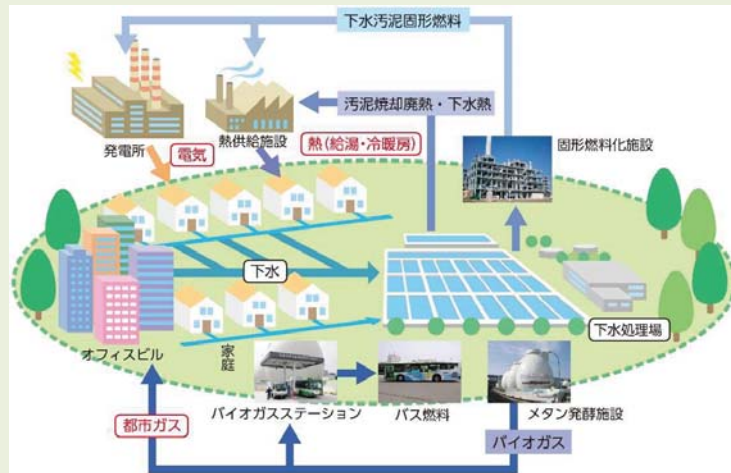 下水汚泥固形燃料
汚泥焼却廃熱・下水熱
発電所
熱供給施設
電気
熱(給湯・冷暖房)
固形燃料化施設
下水
下水処理場
オフィスビル
家庭
バイオガスステーション
バス燃料
メタン発酵施設
都市ガス
バイオガス